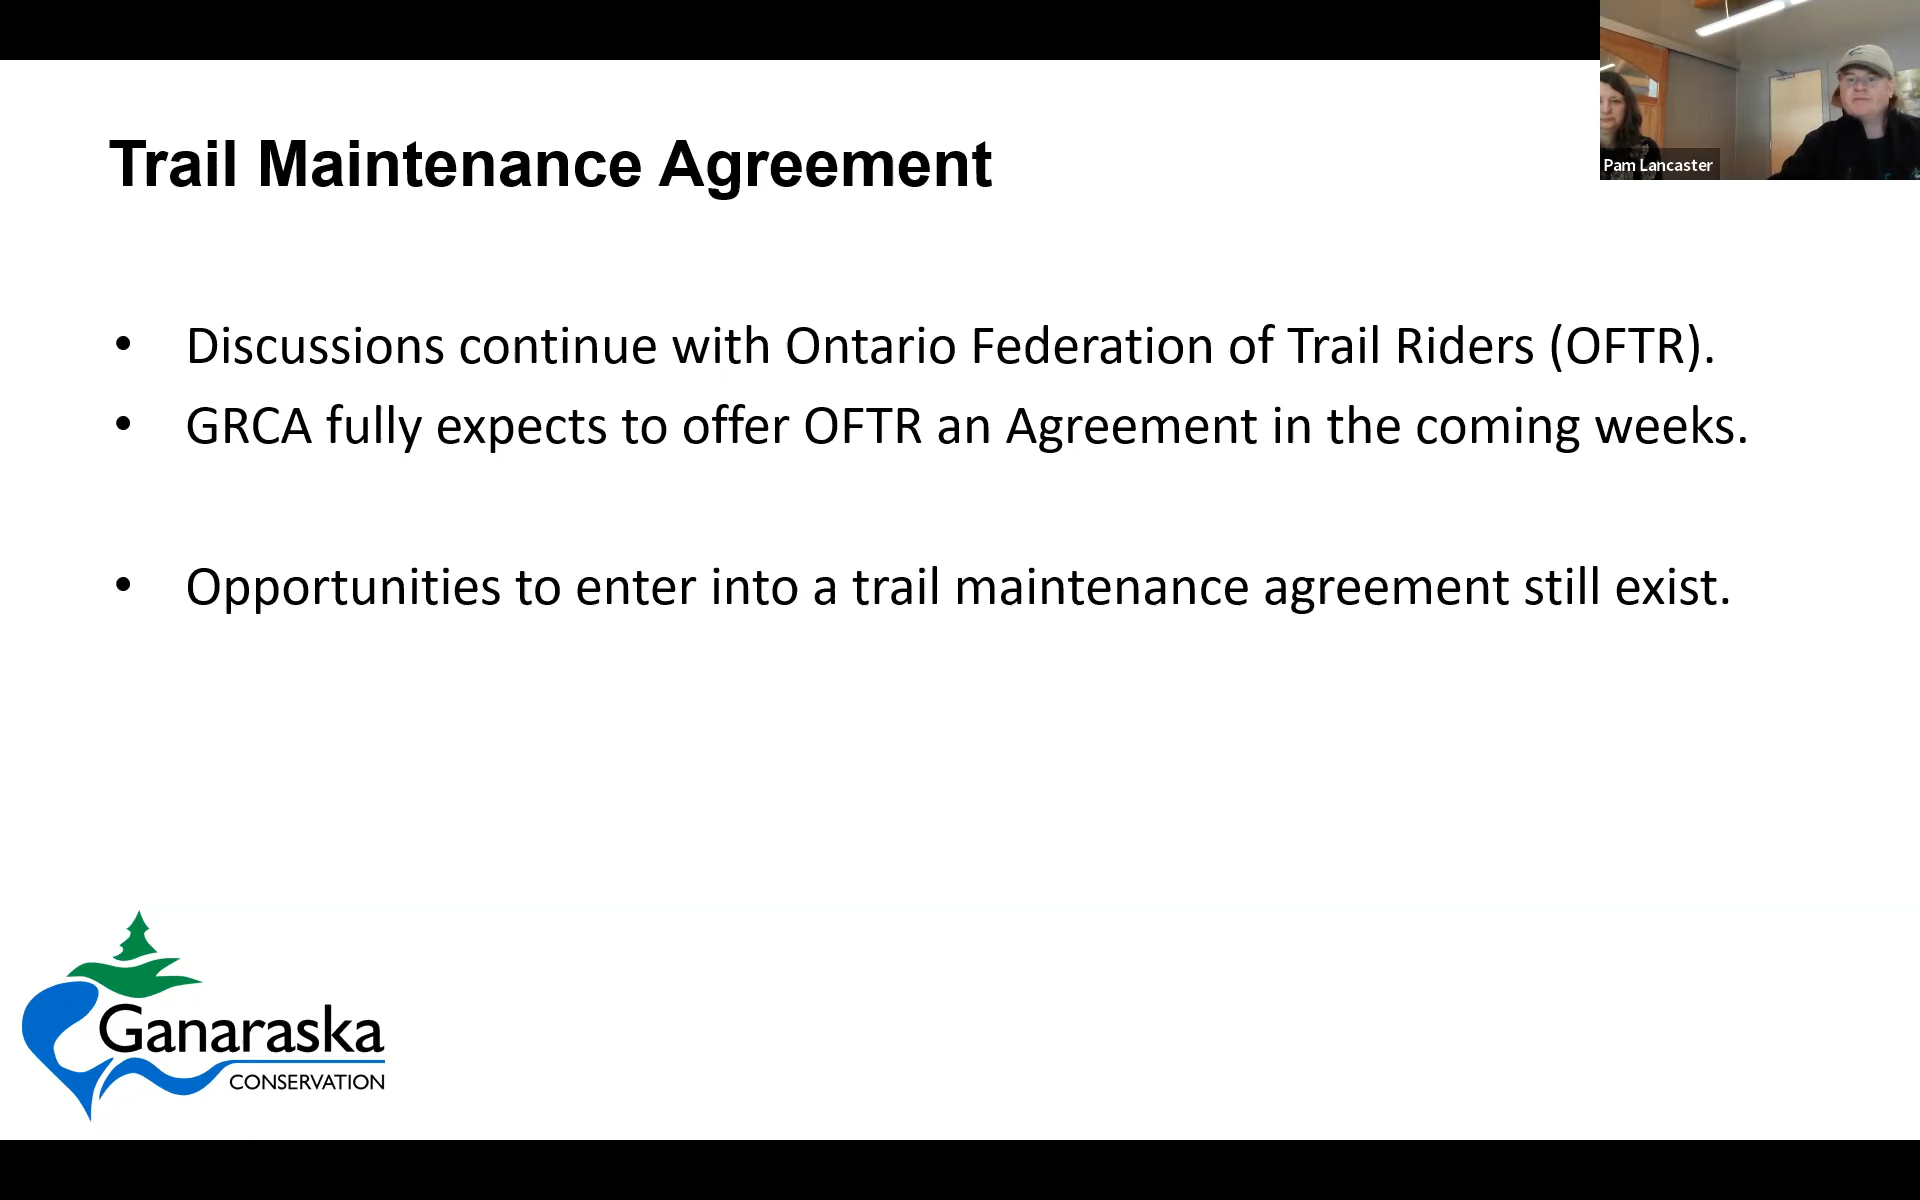 Trail Maintenance Agreement
Pam Lancaster
• Discussions continue with Ontario Federation of Trail Riders (OFTR).
• GRCA fully expects to offer OFTR an Agreement in the coming weeks.
• Opportunities to enter into a trail maintenance agreement still exist.
Ganaraska
CONSERVATION